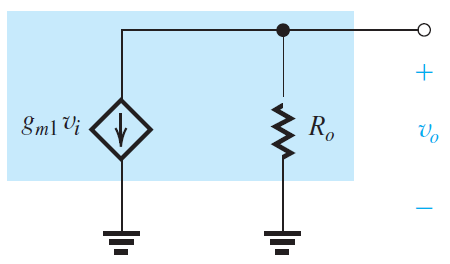 +
g_{m1} v_i
R_o
v_o
−